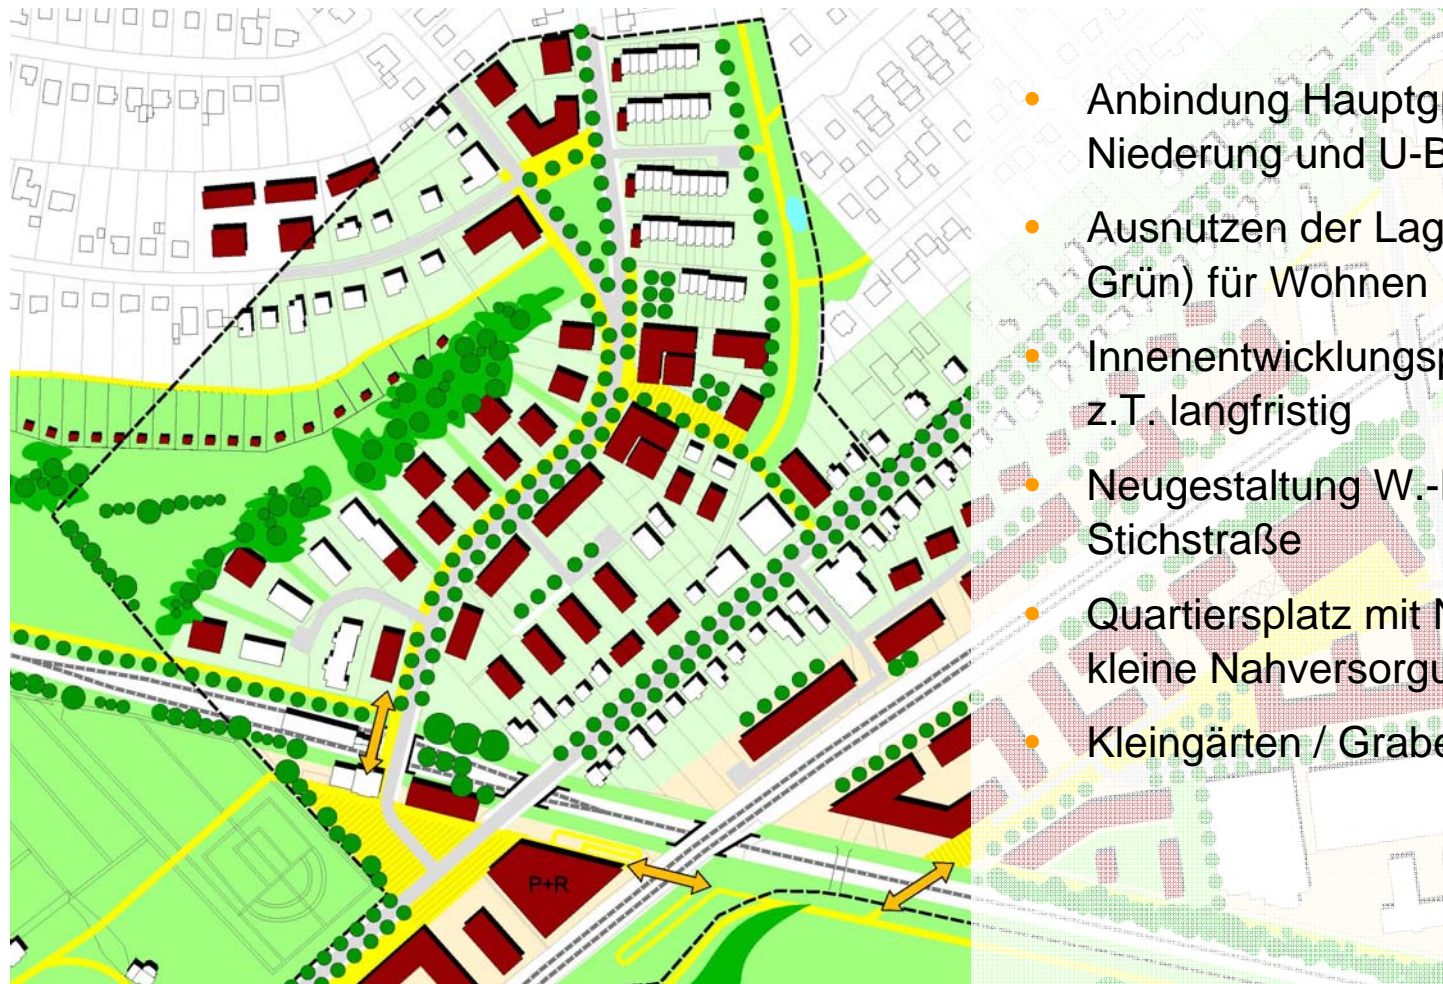 Anbindung Hauptgr
Niederung und U-B
Ausnutzen der Lag
Grün) für Wohnen
Innenentwicklungsp
z.T. langfristig
Neugestaltung W.-
Stichstraße
Quartiersplatz mit N
kleine Nahversorgu
Kleingärten / Grabe
P+R